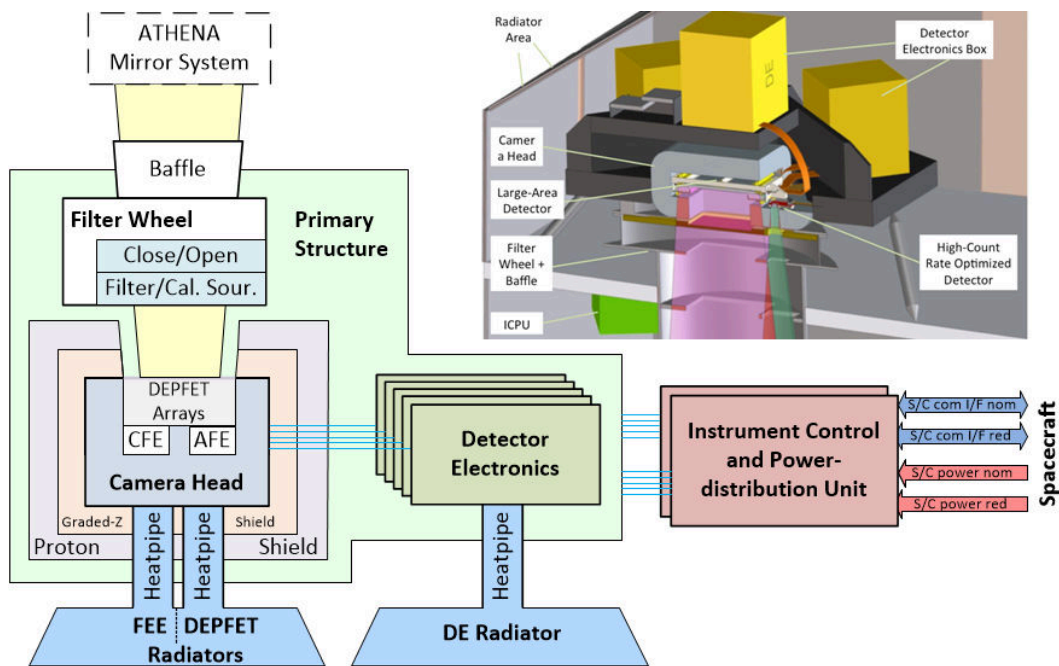 ATHENA
Mirror System
Baffle
Filter Wheel
Close/Open
Filter/Cal. Sour.
Primary
Structure
DEPFET
Arrays
CFE
AFE
Camera Head
Graded-Z
Shield
Proton
Shield
Heatpipe
Heatpipe
FEE
DEPFET
Radiators
Detector
Electronics
Heatpipe
DE Radiator
Instrument Control
and Power-
distribution Unit
S/C com I/F nom
S/C com I/F red
S/C power nom
S/C power red
Spacecraft
Radiator
Area
Camer
a Head
Large-Area
Detector
Filter
Wheel +
Baffle
ICPU
DE
Detector
Electronics Box
High-Count
Rate Optimized
Detector